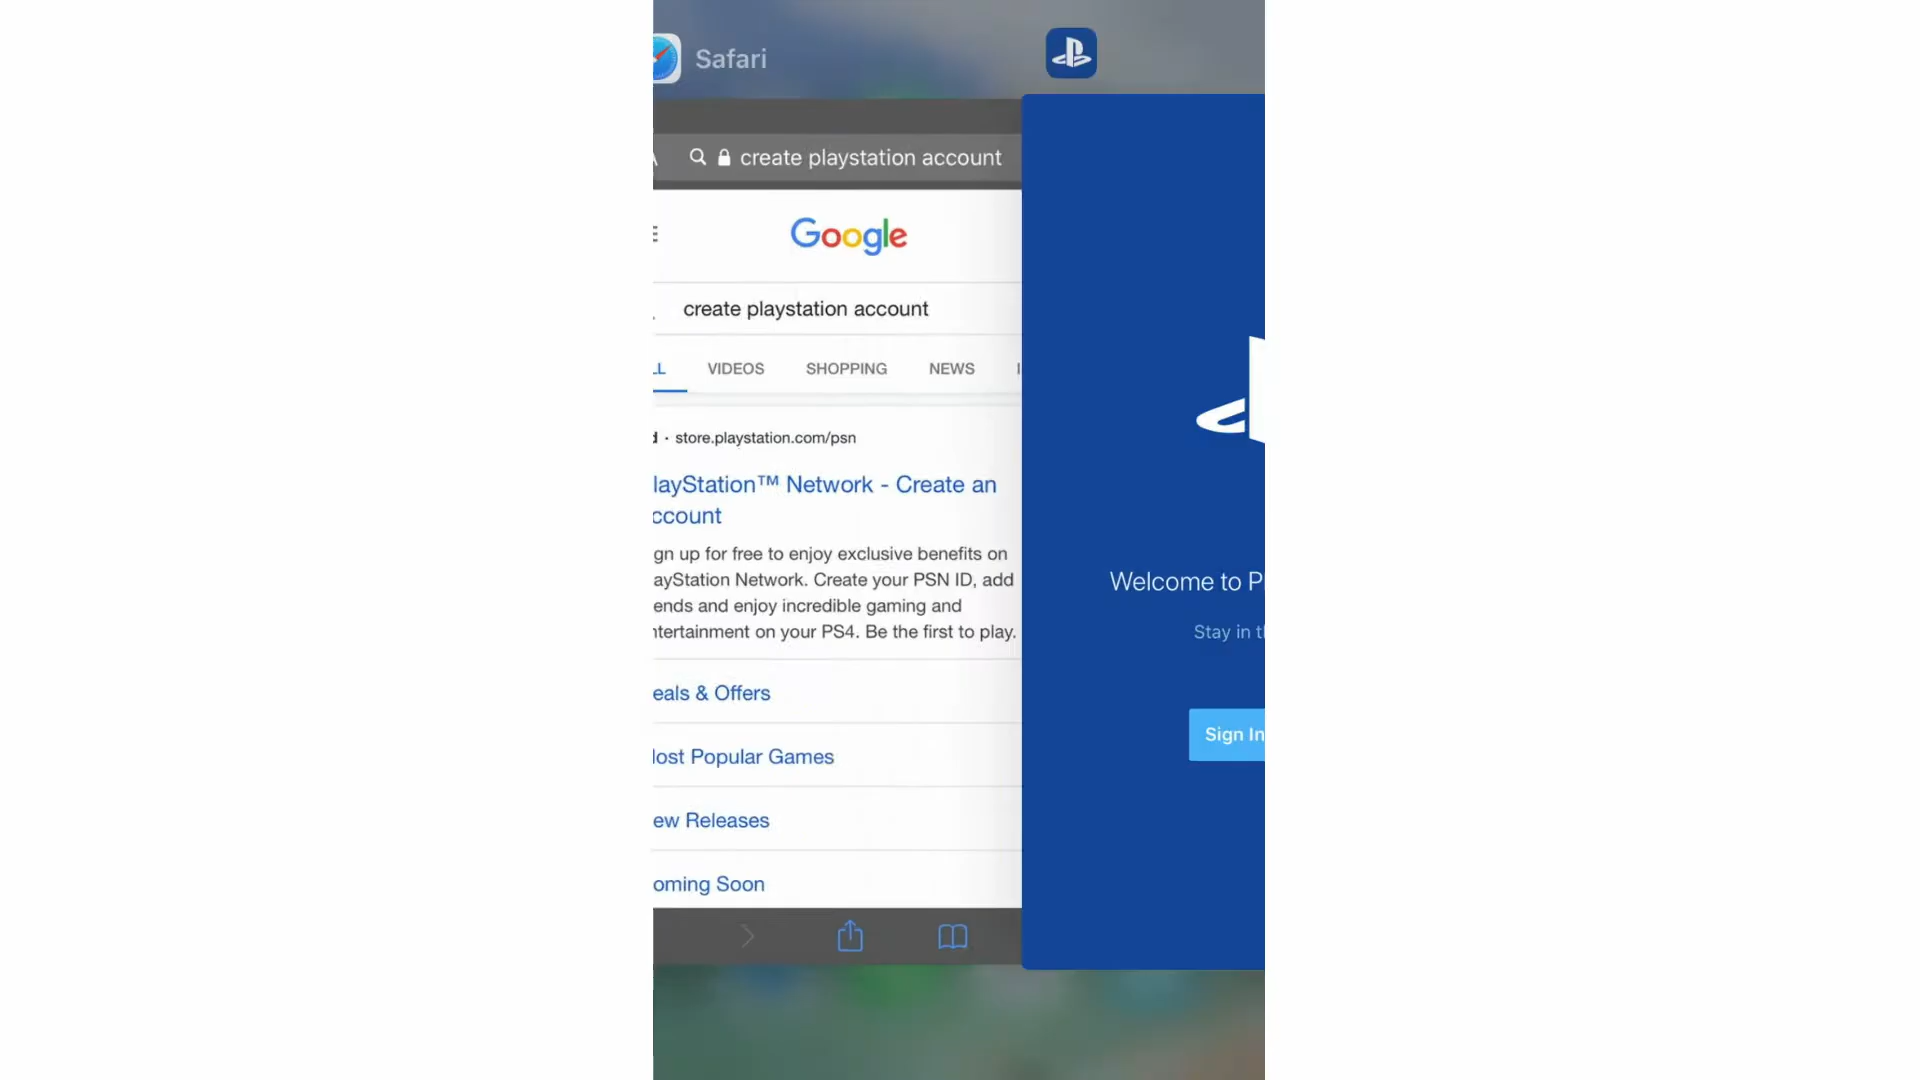 Safari
create playstation account
Google
create playstation account
VIDEOS SHOPPING NEWS
store.playstation.com/psn
layStation™ Network - Create an
ccount
gn up for free to enjoy exclusive benefits on
ayStation Network. Create your PSN ID, add
ends and enjoy incredible gaming and
ntertainment on your PS4. Be the first to play.
eals & Offers
ost Popular Games
ew Releases
oming Soon
Welcome to P
Stay in t
Sign In